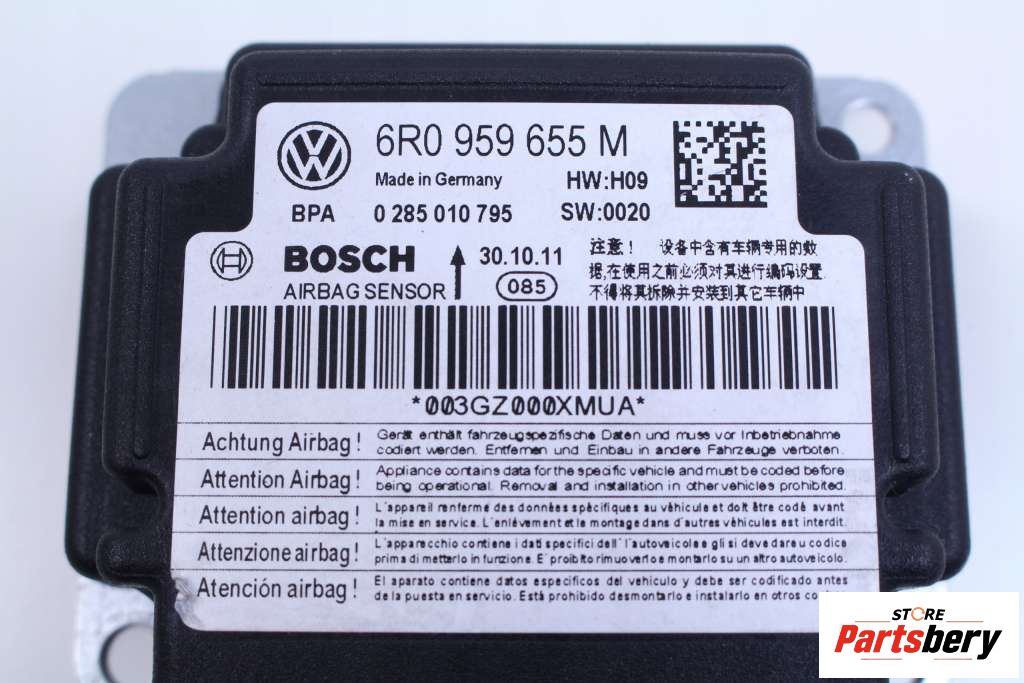 VW
6R0 959 655 M
Made in Germany
HW:H09
BPA
0 285 010 795
SW:0020
BOSCH
AIRBAG SENSOR
30.10.11
085
注意! 设备中含有车辆专用的数
据,在使用之前必须对其进行编码设置.
不得将其拆除并安装到其它车辆中
*003GZ000XMUA*
Achtung Airbag! Gerät enthält fahrzeugspezifische Daten und muss vor Inbetriebnahme
codiert werden. Entfernen und Einbau in andere Fahrzeuge verboten.
Attention Airbag! Appliance contains data for the specific vehicle and must be coded before
being operational. Removal and installation in other vehicles prohibited.
Attention airbag! L'appareil renferme des données spécifiques au véhicule et doit être codé avant
la mise en service. L'enlévement et le montage dans d'autres véhicules est interdit.
Attenzione airbag! L'apparecchio contiene i dati specifici dell'l'autoveicolo e gli si deve dare u codice
prima di metterlo in funzione. E'proibito rimuoverlo e montarlo su un altro autoveicolo.
Atención airbag! El aparato contiene datos especificos del vehiculo y debe ser codificado antes
de la puesta en servicio. Está prohibido desmontarlo e instalarlo en otros
STORE
Partsbery